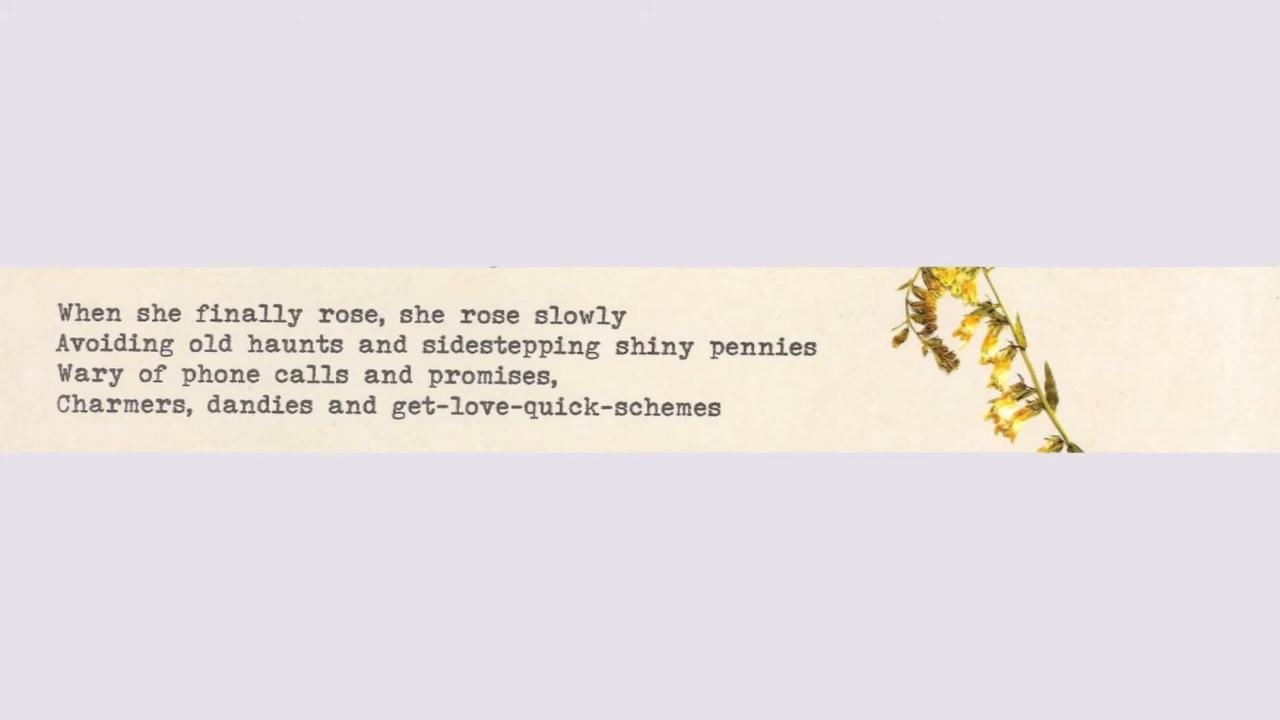 When she finally rose, she rose slowly
Avoiding old haunts and sidestepping shiny pennies
Wary of phone calls and promises,
Charmers, dandies and get-love-quick-schemes